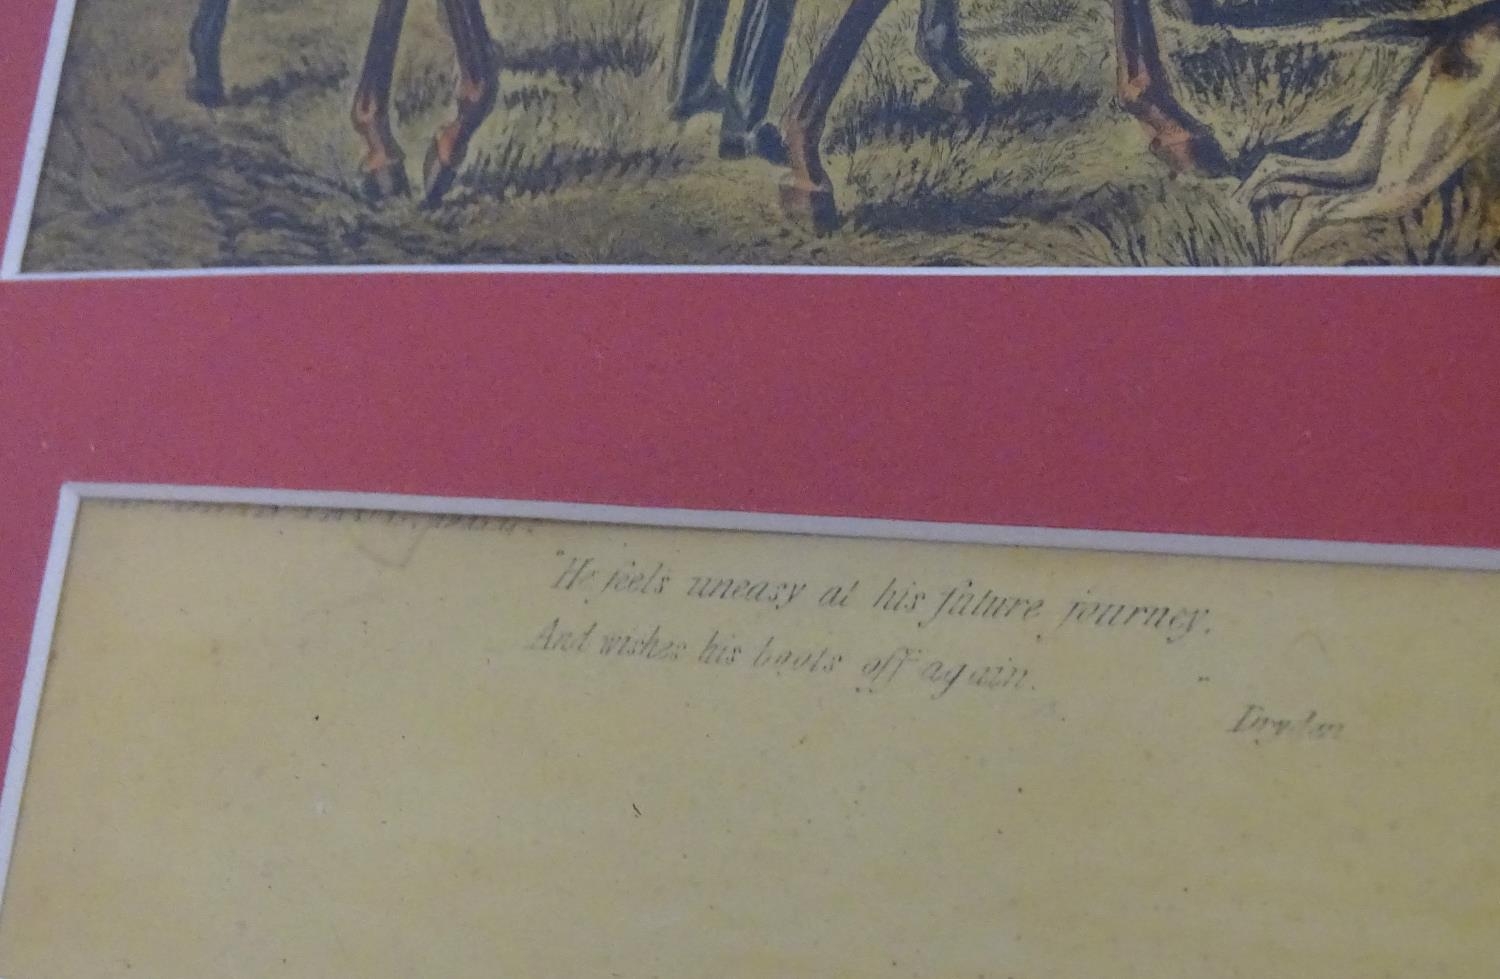 "He feels uneasy at his future journey,
And wishes his boots off again. "
Dryden